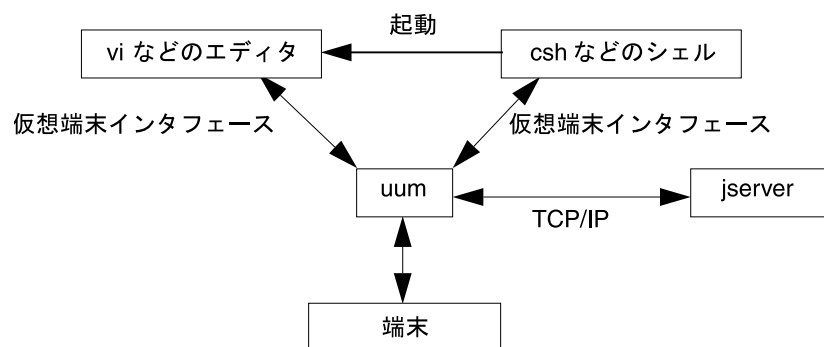 起動
vi などのエディタ
csh などのシェル
仮想端末インタフェース
仮想端末インタフェース
uum
jserver
TCP/IP
端末